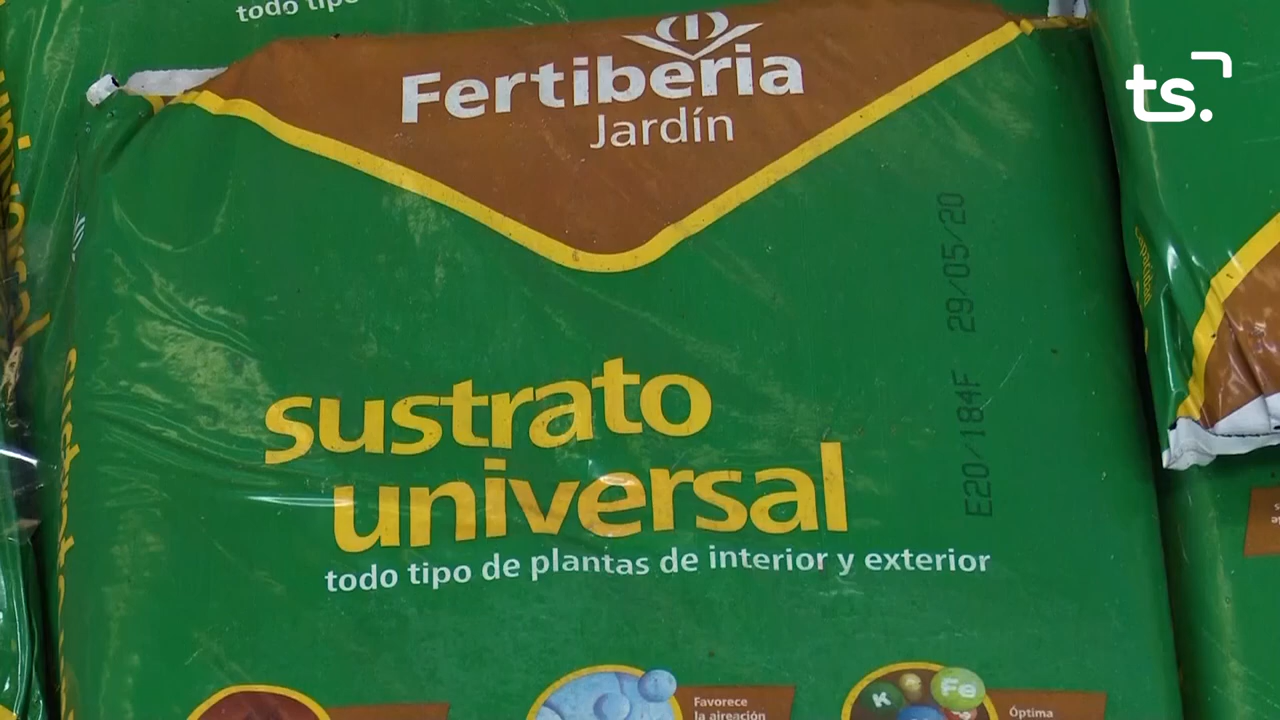 todo tipo
Fertiberia
Jardín
ts.
29/05/20
E20/184F
sustrato
universal
todo tipo de plantas de interior y exterior
K
Fe
Favorece
la aireación
Óptima